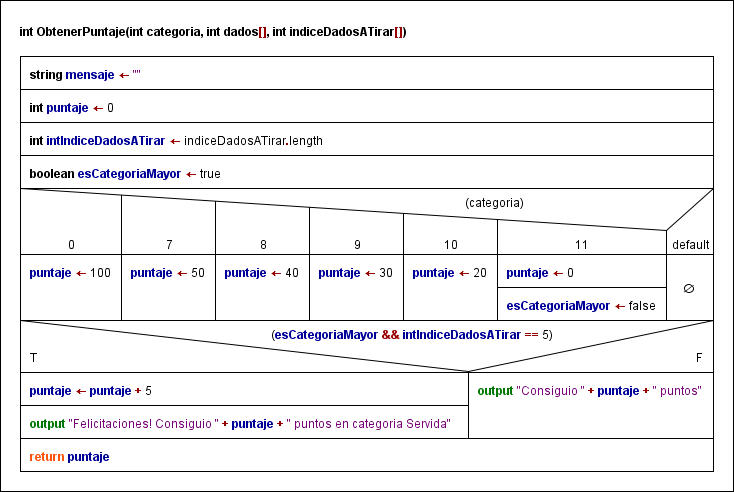 int ObtenerPuntaje(int categoria, int dados[], int indiceDadosATirar[])
string mensaje ← ""
int puntaje ← 0
int intIndiceDadosATirar ← indiceDadosATirar.length
boolean esCategoriaMayor ← true
(categoria)
0 7 8 9 10 11 default
puntaje ← 100 puntaje ← 50 puntaje ← 40 puntaje ← 30 puntaje ← 20 puntaje ← 0 ∅
esCategoriaMayor ← false
(esCategoriaMayor && intIndiceDadosATirar == 5)
T F
puntaje ← puntaje + 5 output "Consiguio " + puntaje + " puntos"
output "Felicitaciones! Consiguio " + puntaje + " puntos en categoria Servida"
return puntaje